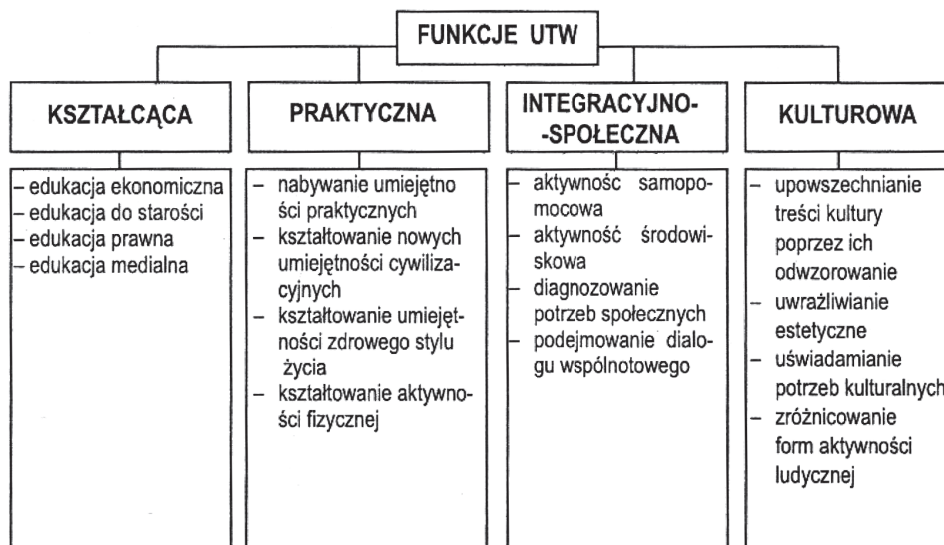 FUNKCJE UTW
KSZTAŁCĄCA
– edukacja ekonomiczna
– edukacja do starości
– edukacja prawna
– edukacja medialna
PRAKTYCZNA
– nabywanie umiejętno
ści praktycznych
– kształtowanie nowych
umiejętności cywiliza-
cyjnych
– kształtowanie umiejęt-
ności zdrowego stylu
życia
– kształtowanie aktywno-
ści fizycznej
INTEGRACYJNO-
-SPOŁECZNA
– aktywność samopo-
mocowa
– aktywność środowi-
skowa
– diagnozowanie
potrzeb społecznych
– podejmowanie dialo-
gu wspólnotowego
KULTUROWA
– upowszechnianie
treści kultury
poprzez ich
odwzorowanie
– uwrażliwianie
estetyczne
– uświadamianie
potrzeb kulturalnych
– zróżnicowanie
form aktywności
ludycznej